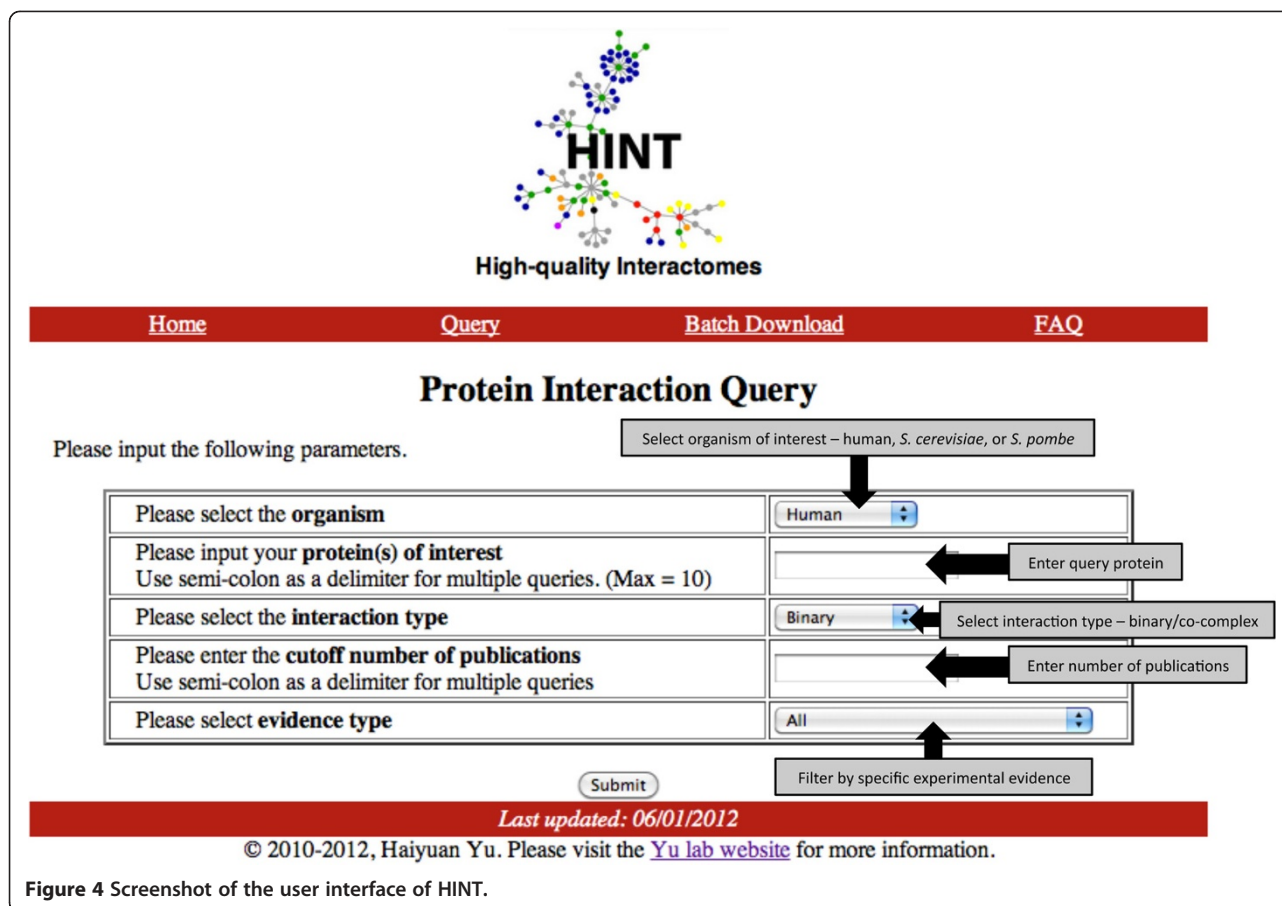 HINT
High-quality Interactomes
Home Query Batch Download FAQ
Protein Interaction Query
Select organism of interest – human, S. cerevisiae, or S. pombe
Please input the following parameters.
Please select the organism
Human
Please input your protein(s) of interest
Use semi-colon as a delimiter for multiple queries. (Max = 10)
Enter query protein
Please select the interaction type
Binary
Select interaction type – binary/co-complex
Please enter the cutoff number of publications
Use semi-colon as a delimiter for multiple queries
Enter number of publications
Please select evidence type
All
Filter by specific experimental evidence
Submit
Last updated: 06/01/2012
© 2010-2012, Haiyuan Yu. Please visit the Yu lab website for more information.
Figure 4 Screenshot of the user interface of HINT.